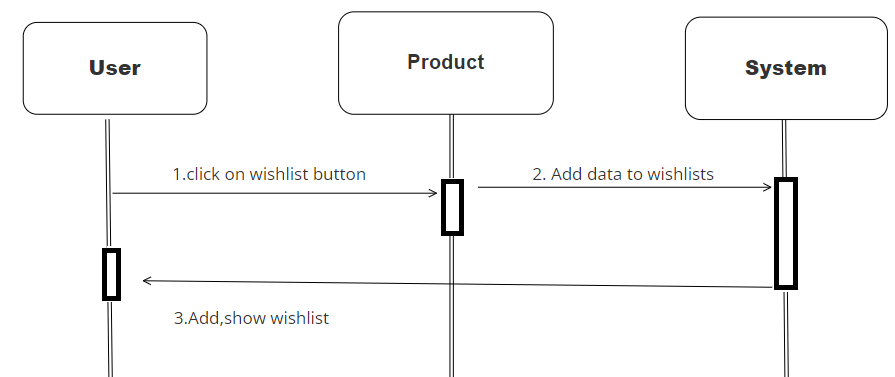 User
Product
System
1.click on wishlist button
2. Add data to wishlists
3.Add,show wishlist